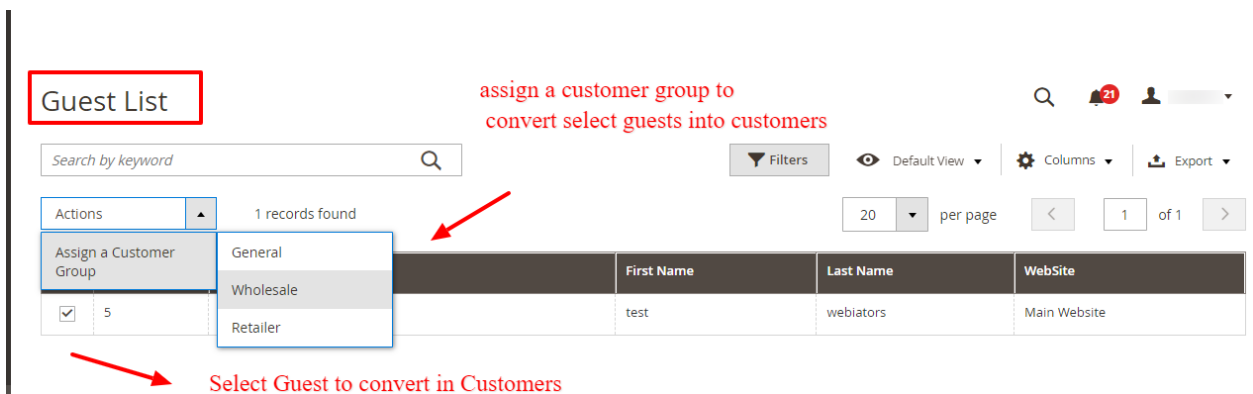 Guest List
assign a customer group to
convert select guests into customers
21
Search by keyword
Filters
Default View
Columns
Export
Actions
1 records found
20
per page
1
of 1
Assign a Customer
Group
General
Wholesale
Retailer
First Name
Last Name
WebSite
5
test
webiators
Main Website
Select Guest to convert in Customers